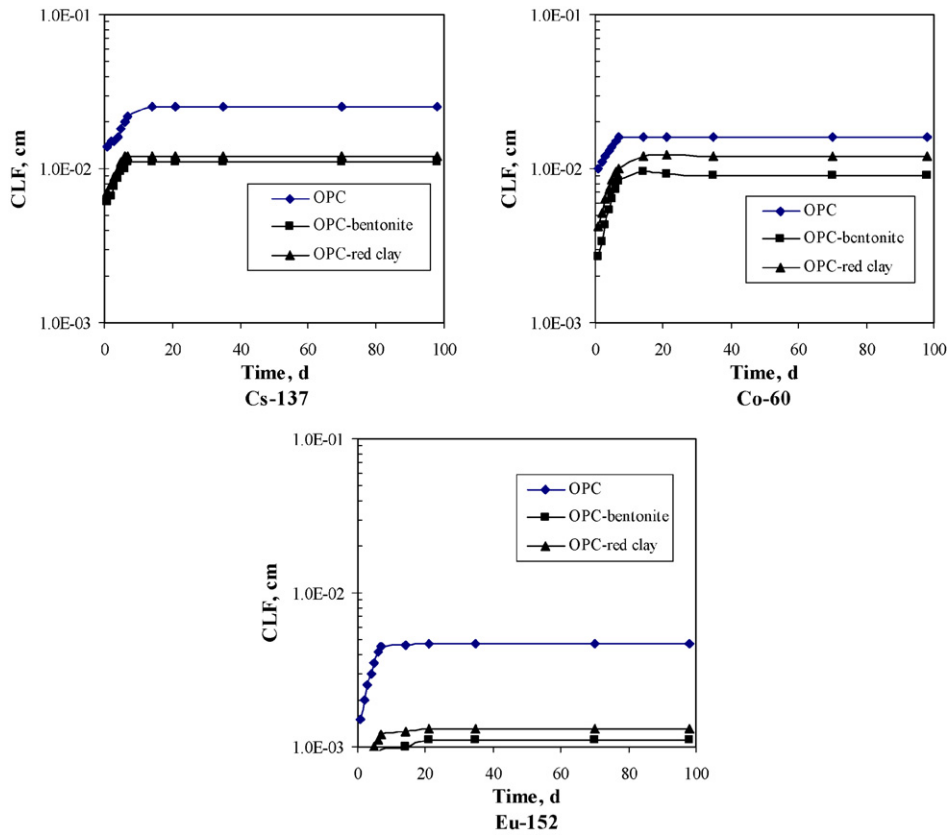 1.0E-01
1.0E-02
1.0E-03
CLF, cm
OPC
OPC-bentonite
OPC-red clay
0 20 40 60 80 100
Time, d
Cs-137
1.0E-01
1.0E-02
1.0E-03
CLF, cm
OPC
OPC-bentonite
OPC-red clay
0 20 40 60 80 100
Time, d
Co-60
1.0E-01
1.0E-02
1.0E-03
CLF, cm
OPC
OPC-bentonite
OPC-red clay
0 20 40 60 80 100
Time, d
Eu-152